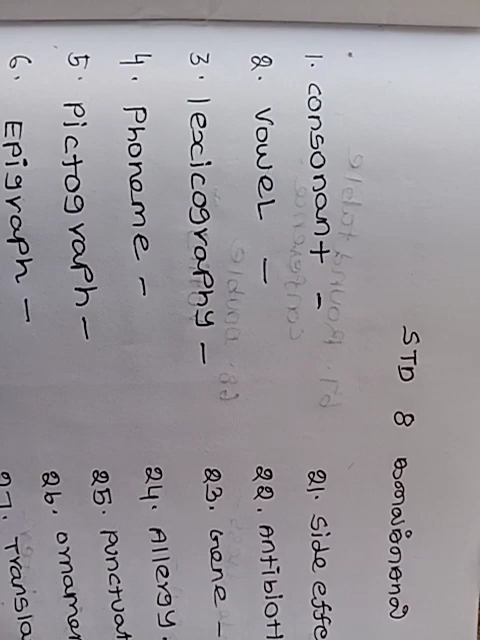 STD 8
1. consonant -
2. vowel -
3. lexicography -
4. Phoneme -
5. Pictograph -
6. Epigraph -
21. Side effe
22. Antibioti
23. Gene -
24. Allergy.
25. Punctuat
26. ornamen
27. Transla